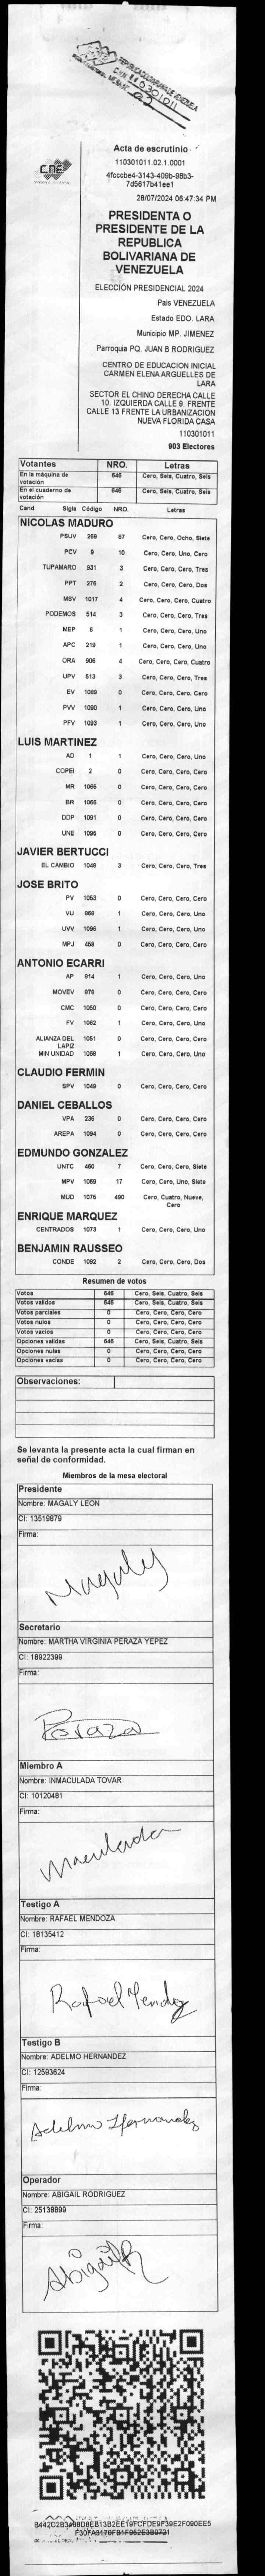 CNE
Acta de escrutinio
110301011.02.1.0001
4fcccbe4-3143-409b-98b3-
7d5617b41ee1
28/07/2024 06:47:34 PM
PRESIDENTA O
PRESIDENTE DE LA
REPUBLICA
BOLIVARIANA DE
VENEZUELA
ELECCIÓN PRESIDENCIAL 2024
Pais VENEZUELA
Estado EDO. LARA
Municipio MP. JIMENEZ
Parroquia PQ. JUAN B RODRIGUEZ
CENTRO DE EDUCACION INICIAL
CARMEN ELENA ARGUELLES DE
LARA
SECTOR EL CHINO DERECHA CALLE
10. IZQUIERDA CALLE 9. FRENTE
CALLE 13 FRENTE LA URBANIZACION
NUEVA FLORIDA CASA
110301011
903 Electores
Votantes NRO. Letras
En la máquina de votación 646 Cero, Seis, Cuatro, Seis
En el cuaderno de votación 646 Cero, Seis, Cuatro, Seis
Cand. Sigla Código NRO. Letras
NICOLAS MADURO
PSUV 269 87 Cero, Cero, Ocho, Siete
PCV 9 10 Cero, Cero, Uno, Cero
TUPAMARO 931 3 Cero, Cero, Cero, Tres
PPT 276 2 Cero, Cero, Cero, Dos
MSV 1017 4 Cero, Cero, Cero, Cuatro
PODEMOS 514 3 Cero, Cero, Cero, Tres
MEP 6 1 Cero, Cero, Cero, Uno
APC 219 1 Cero, Cero, Cero, Uno
ORA 906 4 Cero, Cero, Cero, Cuatro
UPV 613 3 Cero, Cero, Cero, Tres
EV 1089 0 Cero, Cero, Cero, Cero
PVV 1090 1 Cero, Cero, Cero, Uno
PFV 1093 1 Cero, Cero, Cero, Uno
LUIS MARTINEZ
AD 1 1 Cero, Cero, Cero, Uno
COPEI 2 0 Cero, Cero, Cero, Cero
MR 1065 0 Cero, Cero, Cero, Cero
BR 1066 0 Cero, Cero, Cero, Cero
DDP 1091 0 Cero, Cero, Cero, Cero
UNE 1095 0 Cero, Cero, Cero, Cero
JAVIER BERTUCCI
EL CAMBIO 1048 3 Cero, Cero, Cero, Tres
JOSE BRITO
PV 1053 0 Cero, Cero, Cero, Cero
VU 969 1 Cero, Cero, Cero, Uno
UVV 1096 1 Cero, Cero, Cero, Uno
MPJ 458 0 Cero, Cero, Cero, Cero
ANTONIO ECARRI
AP 814 1 Cero, Cero, Cero, Uno
MOVEV 979 0 Cero, Cero, Cero, Cero
CMC 1050 0 Cero, Cero, Cero, Cero
FV 1062 1 Cero, Cero, Cero, Uno
ALIANZA DEL LAPIZ 1051 0 Cero, Cero, Cero, Cero
MIN UNIDAD 1068 1 Cero, Cero, Cero, Uno
CLAUDIO FERMIN
SPV 1049 0 Cero, Cero, Cero, Cero
DANIEL CEBALLOS
VPA 236 0 Cero, Cero, Cero, Cero
AREPA 1094 0 Cero, Cero, Cero, Cero
EDMUNDO GONZALEZ
UNTC 460 7 Cero, Cero, Cero, Siete
MPV 1069 17 Cero, Cero, Uno, Siete
MUD 1075 490 Cero, Cuatro, Nueve, Cero
ENRIQUE MARQUEZ
CENTRADOS 1073 1 Cero, Cero, Cero, Uno
BENJAMIN RAUSSEO
CONDE 1092 2 Cero, Cero, Cero, Dos
Resumen de votos
Votos 646 Cero, Seis, Cuatro, Seis
Votos validos 646 Cero, Seis, Cuatro, Seis
Votos parciales 0 Cero, Cero, Cero, Cero
Votos nulos 0 Cero, Cero, Cero, Cero
Votos vacios 0 Cero, Cero, Cero, Cero
Opciones validas 646 Cero, Seis, Cuatro, Seis
Opciones nulas 0 Cero, Cero, Cero, Cero
Opciones vacias 0 Cero, Cero, Cero, Cero
Observaciones:
Se levanta la presente acta la cual firman en
señal de conformidad.
Miembros de la mesa electoral
Presidente
Nombre: MAGALY LEON
CI: 13519879
Firma:
Magaly
Secretario
Nombre: MARTHA VIRGINIA PERAZA YEPEZ
CI: 18922399
Firma:
Peraza
Miembro A
Nombre: INMACULADA TOVAR
CI: 10120481
Firma:
Testigo A
Nombre: RAFAEL MENDOZA
CI: 18135412
Firma:
Testigo B
Nombre: ADELMO HERNANDEZ
CI: 12593624
Firma:
Adelmo Hernandez
Operador
Nombre: ABIGAIL RODRIGUEZ
CI: 25138899
Firma: